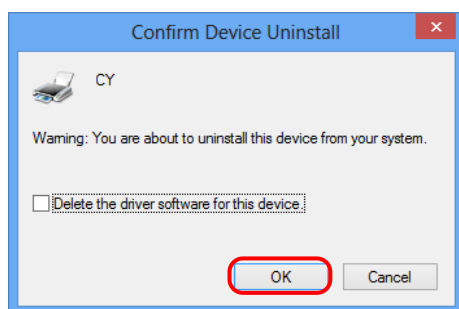 Confirm Device Uninstall
CY
Warning: You are about to uninstall this device from your system.
Delete the driver software for this device.
OK Cancel